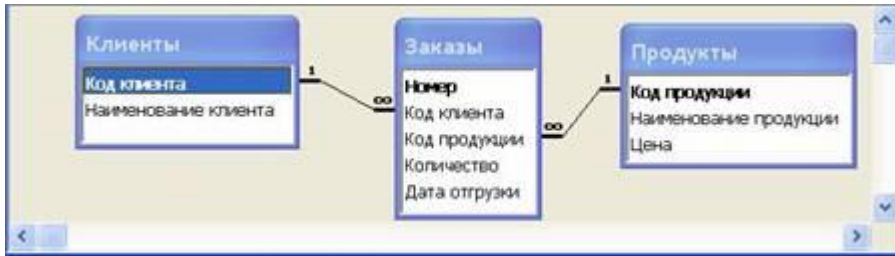 Клиенты
Код клиента
Наименование клиента
1
∞
Заказы
Номер
Код клиента
Код продукции
Количество
Дата отгрузки
1
∞
Продукты
Код продукции
Наименование продукции
Цена